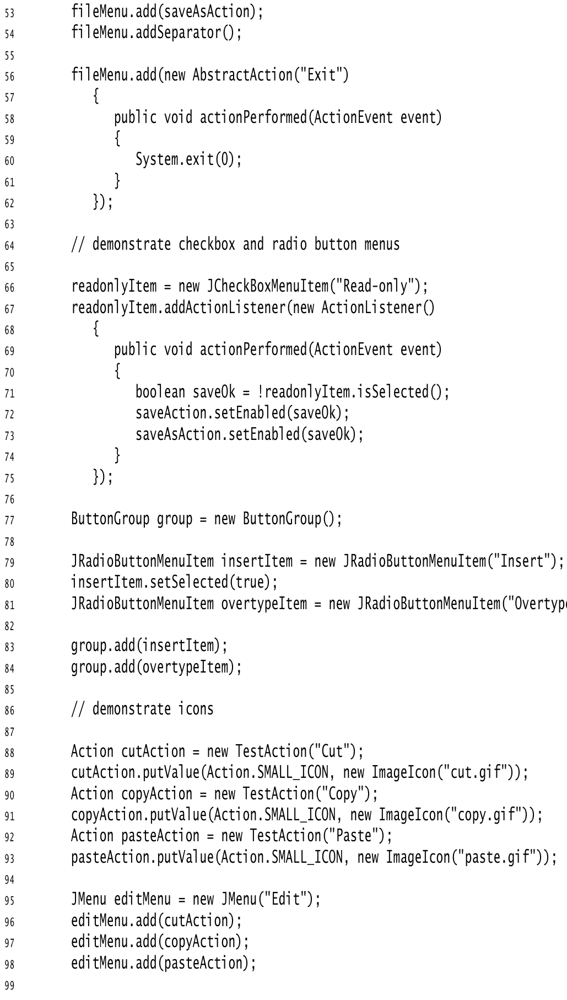 53 fileMenu.add(saveAsAction);
54 fileMenu.addSeparator();
55
56 fileMenu.add(new AbstractAction("Exit")
57 {
58 public void actionPerformed(ActionEvent event)
59 {
60 System.exit(0);
61 }
62 });
63
64 // demonstrate checkbox and radio button menus
65
66 readonlyItem = new JCheckBoxMenuItem("Read-only");
67 readonlyItem.addActionListener(new ActionListener()
68 {
69 public void actionPerformed(ActionEvent event)
70 {
71 boolean saveOk = !readonlyItem.isSelected();
72 saveAction.setEnabled(saveOk);
73 saveAsAction.setEnabled(saveOk);
74 }
75 });
76
77 ButtonGroup group = new ButtonGroup();
78
79 JRadioButtonMenuItem insertItem = new JRadioButtonMenuItem("Insert");
80 insertItem.setSelected(true);
81 JRadioButtonMenuItem overtypeItem = new JRadioButtonMenuItem("Overtype
82
83 group.add(insertItem);
84 group.add(overtypeItem);
85
86 // demonstrate icons
87
88 Action cutAction = new TestAction("Cut");
89 cutAction.putValue(Action.SMALL_ICON, new ImageIcon("cut.gif"));
90 Action copyAction = new TestAction("Copy");
91 copyAction.putValue(Action.SMALL_ICON, new ImageIcon("copy.gif"));
92 Action pasteAction = new TestAction("Paste");
93 pasteAction.putValue(Action.SMALL_ICON, new ImageIcon("paste.gif"));
94
95 JMenu editMenu = new JMenu("Edit");
96 editMenu.add(cutAction);
97 editMenu.add(copyAction);
98 editMenu.add(pasteAction);
99